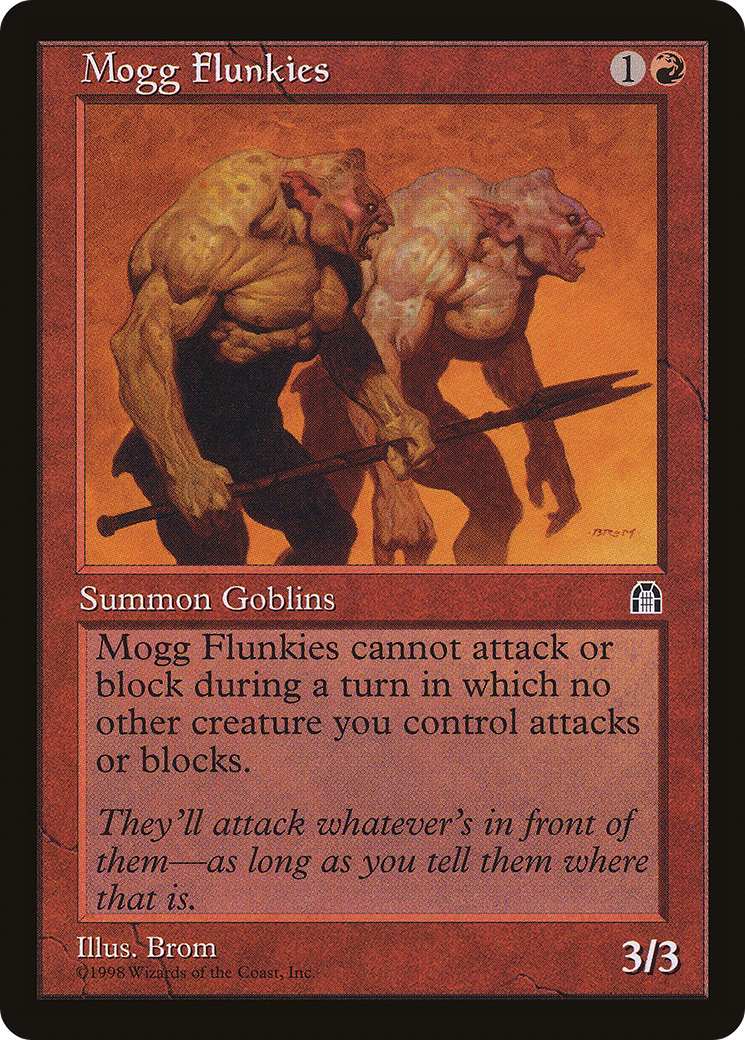 Mogg Flunkies
1
BROM
Summon Goblins
Mogg Flunkies cannot attack or
block during a turn in which no
other creature you control attacks
or blocks.
They'll attack whatever's in front of
them—as long as you tell them where
that is.
Illus. Brom
©1998 Wizards of the Coast, Inc.
3/3